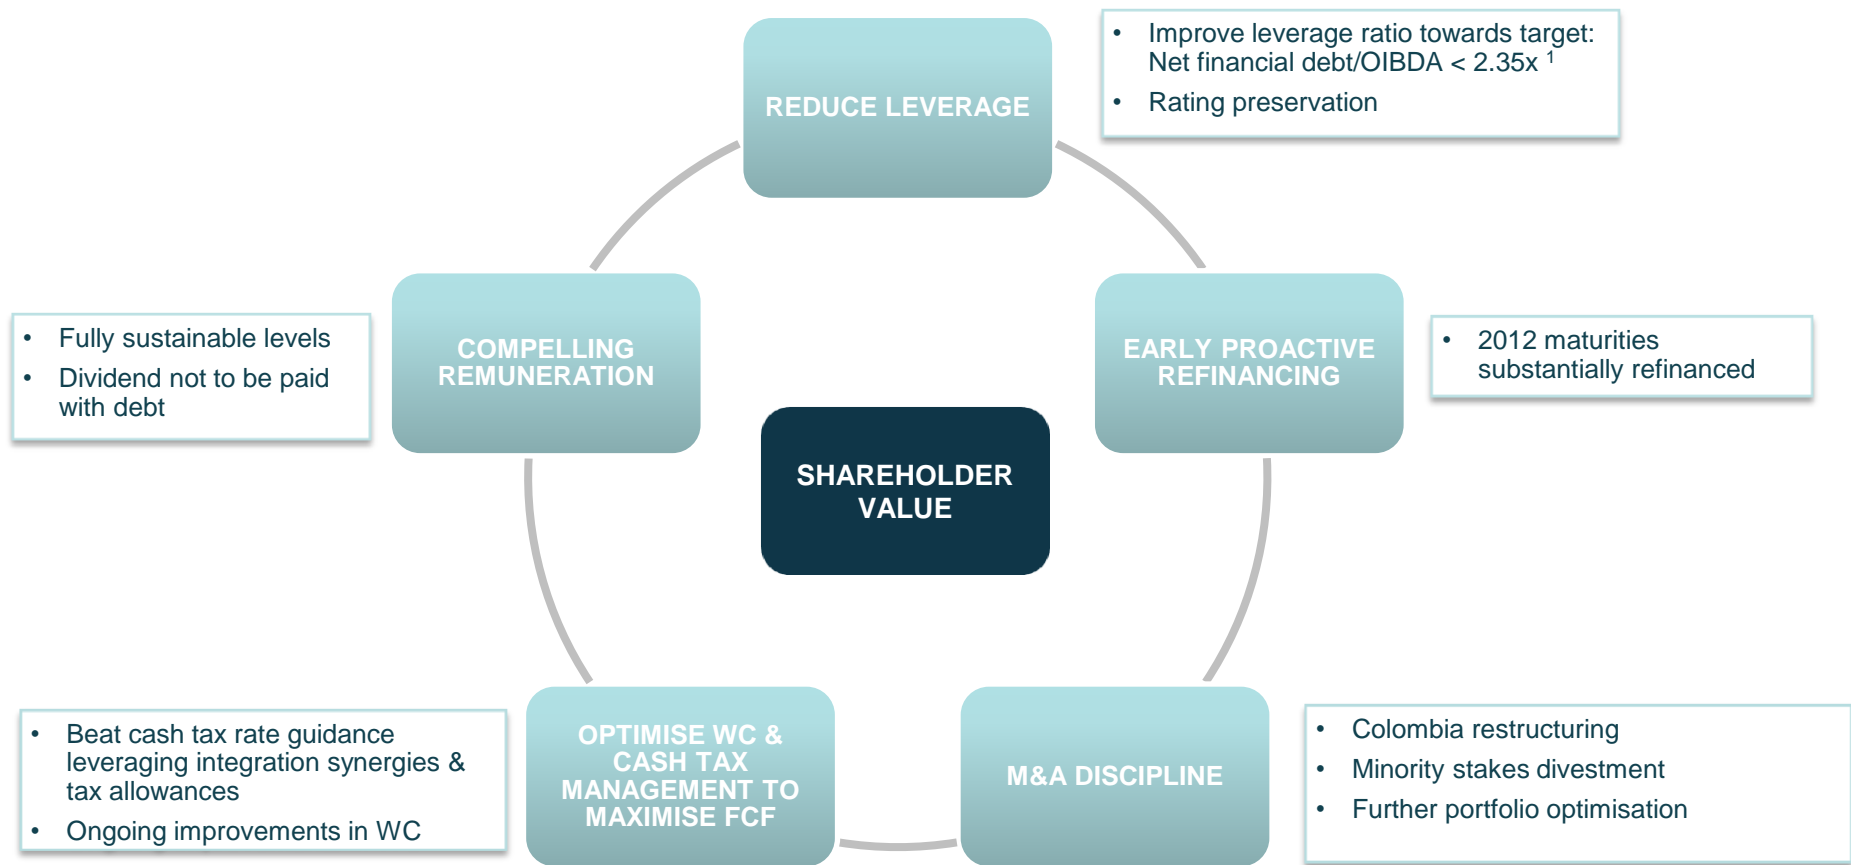 REDUCE LEVERAGE
• Improve leverage ratio towards target:
Net financial debt/OIBDA < 2.35x ¹
• Rating preservation
EARLY PROACTIVE
REFINANCING
• 2012 maturities
substantially refinanced
M&A DISCIPLINE
• Colombia restructuring
• Minority stakes divestment
• Further portfolio optimisation
OPTIMISE WC &
CASH TAX
MANAGEMENT TO
MAXIMISE FCF
• Beat cash tax rate guidance
leveraging integration synergies &
tax allowances
• Ongoing improvements in WC
COMPELLING
REMUNERATION
• Fully sustainable levels
• Dividend not to be paid
with debt
SHAREHOLDER
VALUE